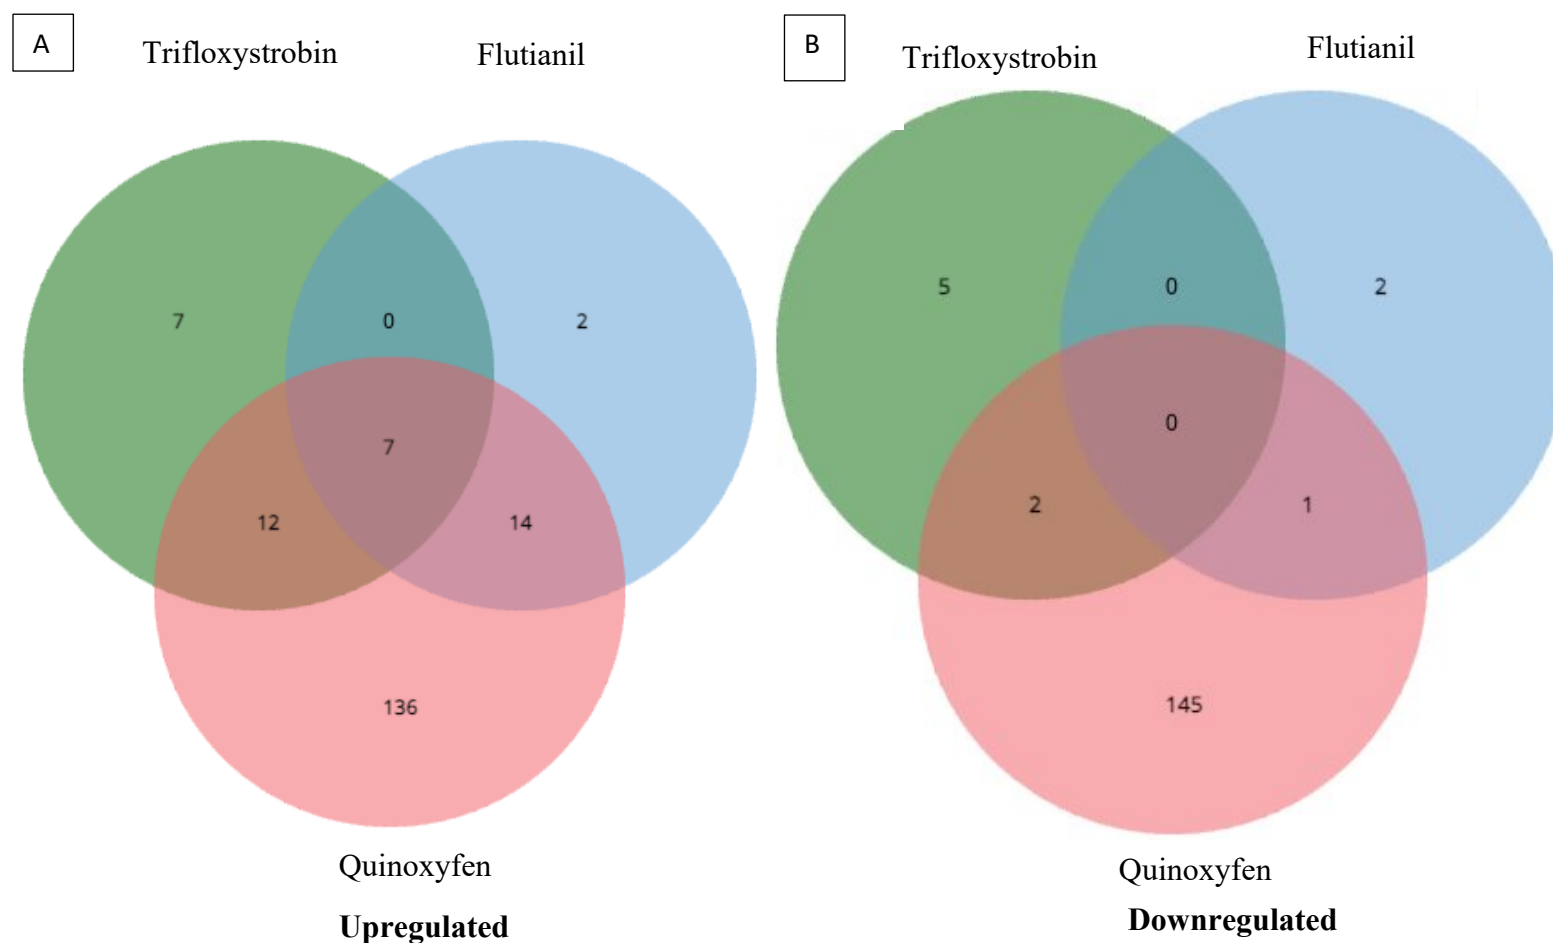 A
Trifloxystrobin
Flutianil
7
0
2
7
12
14
136
Quinoxyfen
Upregulated
B
Trifloxystrobin
Flutianil
5
0
2
0
2
1
145
Quinoxyfen
Downregulated